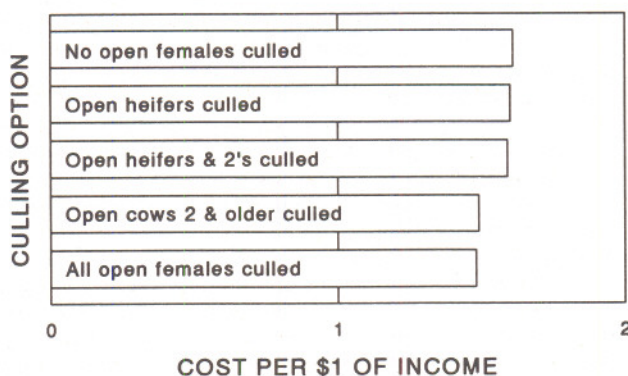 CULLING OPTION
No open females culled
Open heifers culled
Open heifers & 2's culled
Open cows 2 & older culled
All open females culled
0 1 2
COST PER $1 OF INCOME